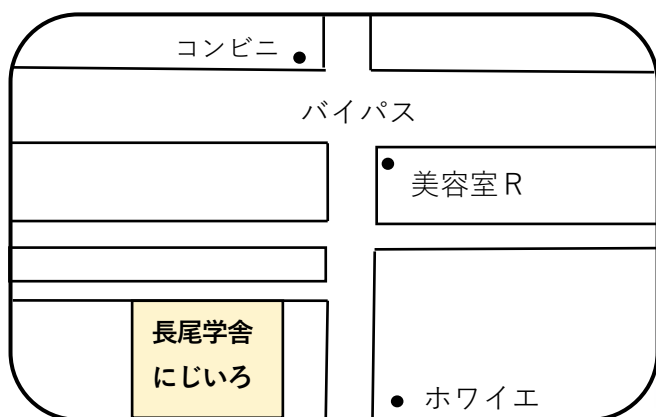 コンビニ
バイパス
美容室R
長尾学舎
にじいろ
ホワイエ